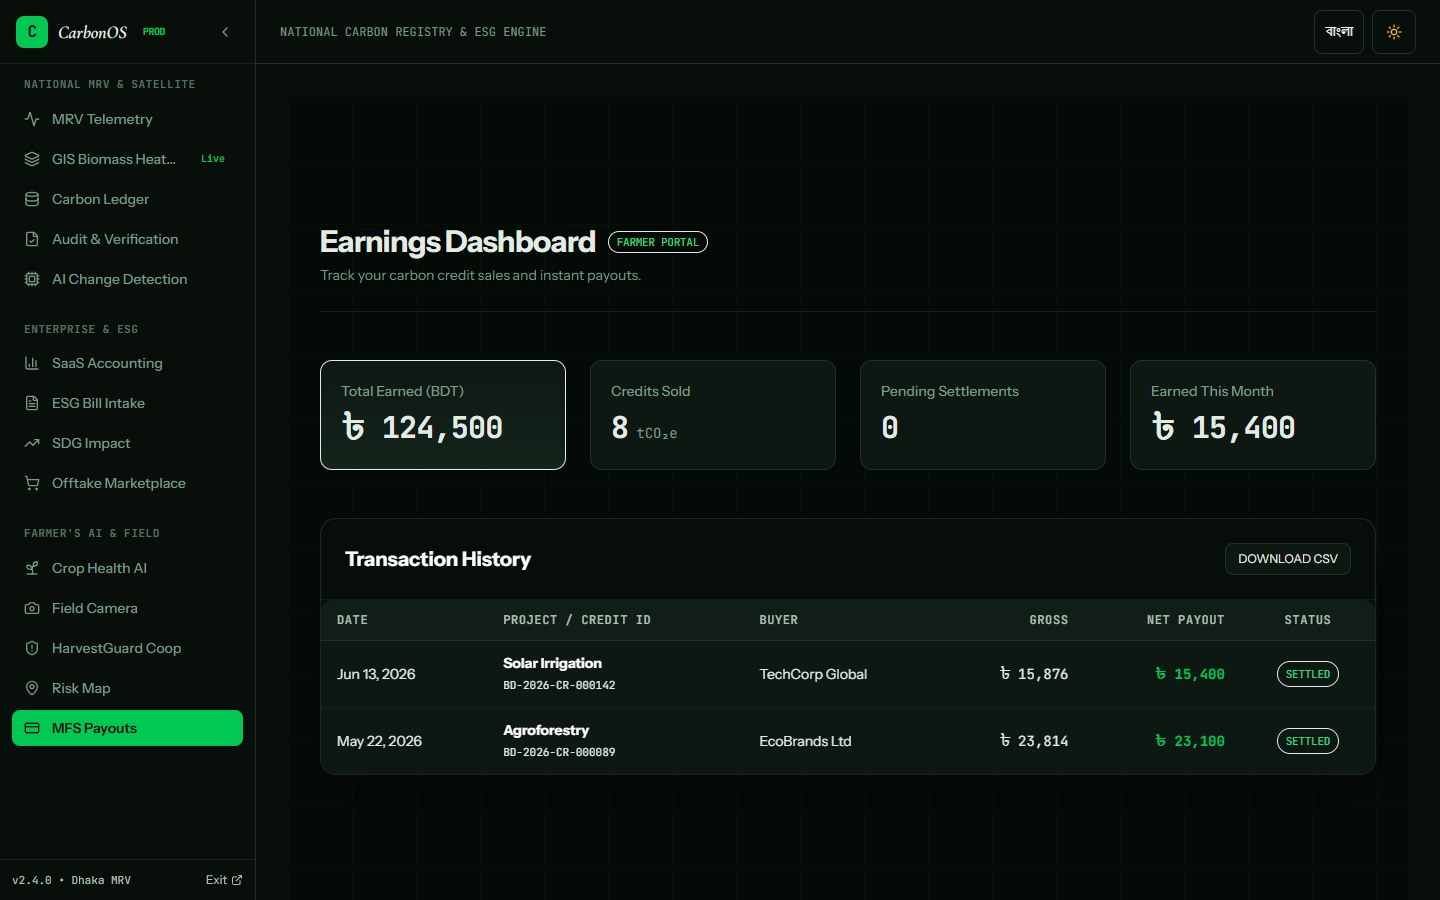 C CarbonOS PROD
NATIONAL CARBON REGISTRY & ESG ENGINE
বাংলা
NATIONAL MRV & SATELLITE
MRV Telemetry
GIS Biomass Heat... Live
Carbon Ledger
Audit & Verification
AI Change Detection
ENTERPRISE & ESG
SaaS Accounting
ESG Bill Intake
SDG Impact
Offtake Marketplace
FARMER'S AI & FIELD
Crop Health AI
Field Camera
HarvestGuard Coop
Risk Map
MFS Payouts
v2.4.0 • Dhaka MRV
Exit
Earnings Dashboard FARMER PORTAL
Track your carbon credit sales and instant payouts.
Total Earned (BDT)
৳ 124,500
Credits Sold
8 tCO₂e
Pending Settlements
0
Earned This Month
৳ 15,400
Transaction History
DOWNLOAD CSV
DATE PROJECT / CREDIT ID BUYER GROSS NET PAYOUT STATUS
Jun 13, 2026 Solar Irrigation TechCorp Global ৳ 15,876 ৳ 15,400 SETTLED
BD-2026-CR-000142
May 22, 2026 Agroforestry EcoBrands Ltd ৳ 23,814 ৳ 23,100 SETTLED
BD-2026-CR-000089